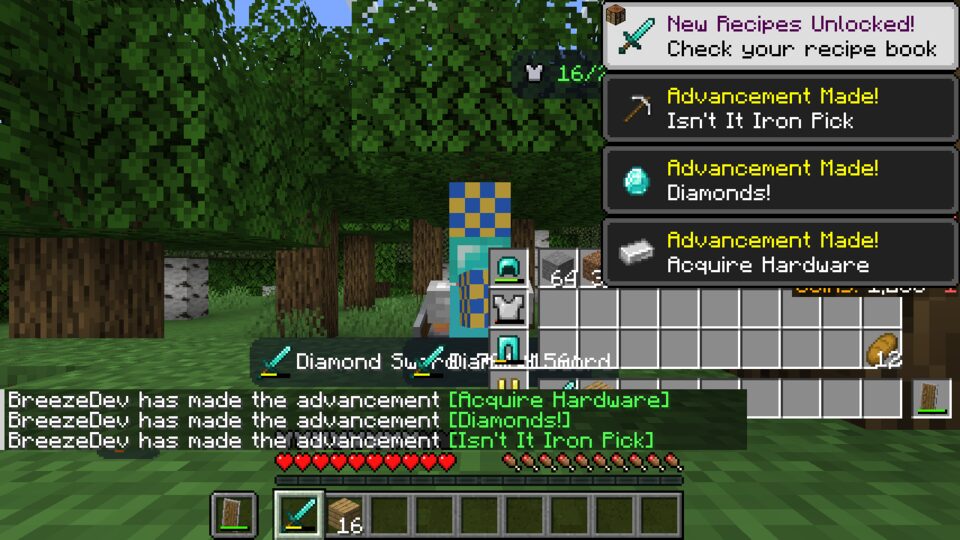 New Recipes Unlocked!
Check your recipe book
16/
Advancement Made!
Isn't It Iron Pick
Advancement Made!
Diamonds!
Advancement Made!
Acquire Hardware
64
12
Diamond
BreezeDev has made the advancement [Acquire Hardware]
BreezeDev has made the advancement [Diamonds!]
BreezeDev has made the advancement [Isn't It Iron Pick]
16